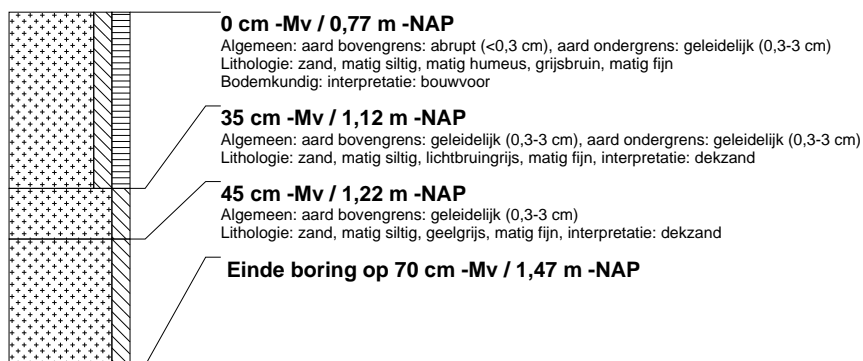 0 cm -Mv / 0,77 m -NAP
Algemeen: aard bovengrens: abrupt (<0,3 cm), aard ondergrens: geleidelijk (0,3-3 cm)
Lithologie: zand, matig siltig, matig humeus, grijsbruin, matig fijn
Bodemkundig: interpretatie: bouwvoor
35 cm -Mv / 1,12 m -NAP
Algemeen: aard bovengrens: geleidelijk (0,3-3 cm), aard ondergrens: geleidelijk (0,3-3 cm)
Lithologie: zand, matig siltig, lichtbruingrijs, matig fijn, interpretatie: dekzand
45 cm -Mv / 1,22 m -NAP
Algemeen: aard bovengrens: geleidelijk (0,3-3 cm)
Lithologie: zand, matig siltig, geelgrijs, matig fijn, interpretatie: dekzand
Einde boring op 70 cm -Mv / 1,47 m -NAP